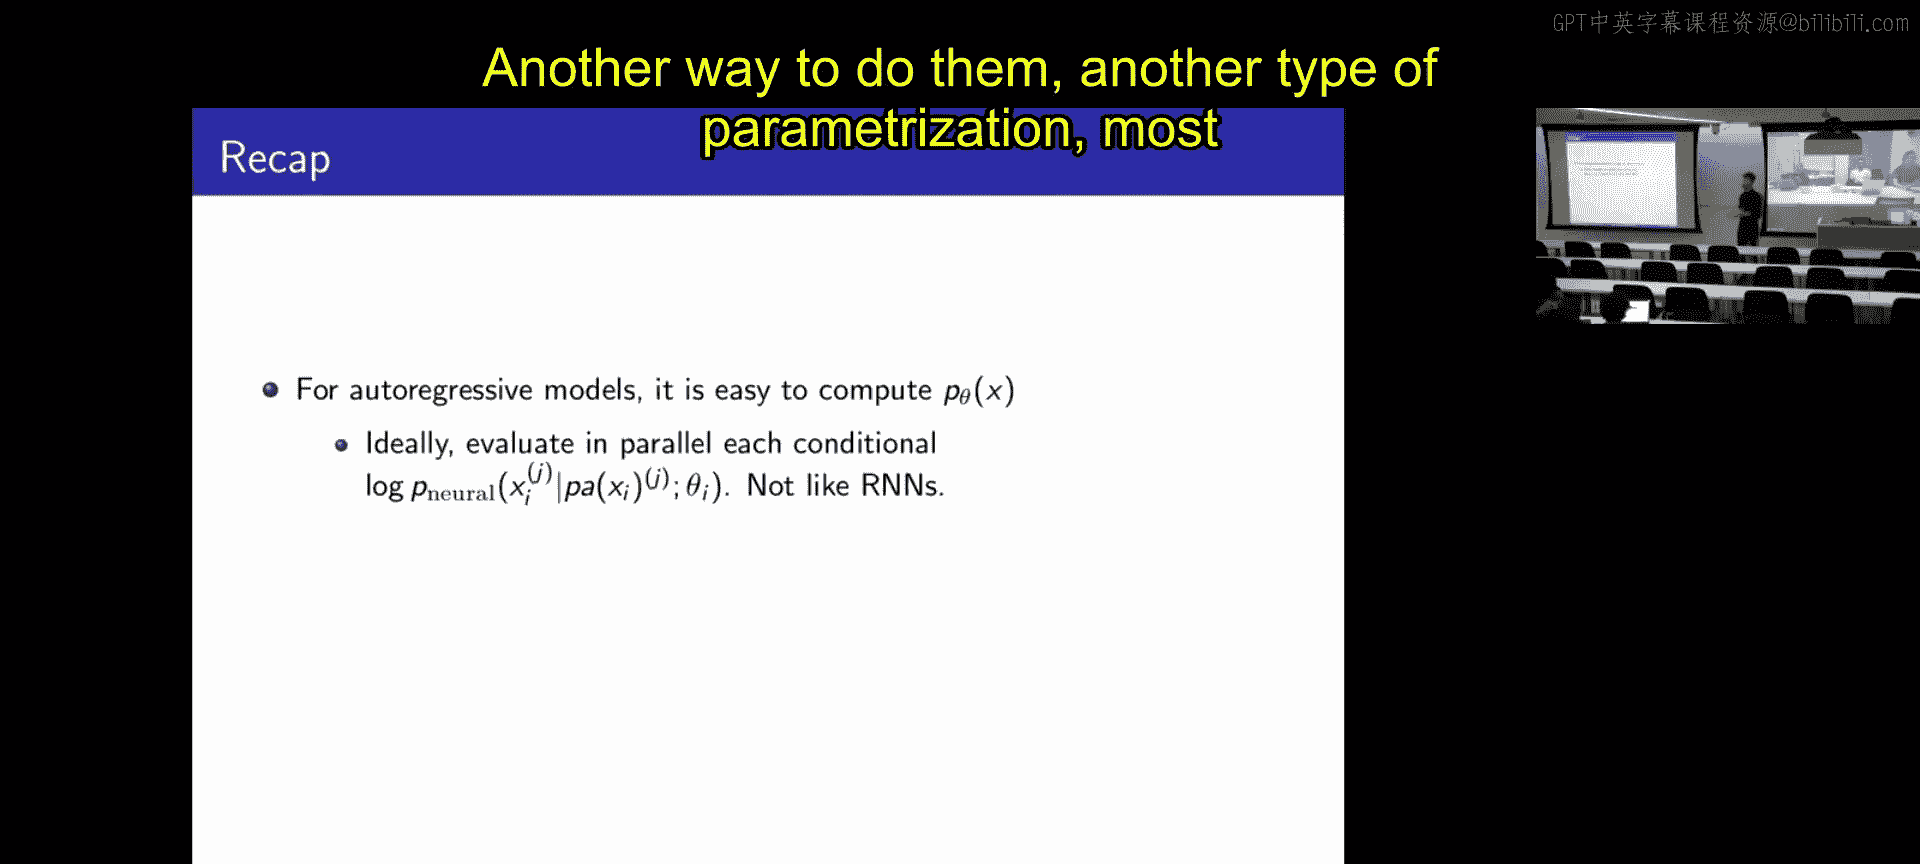 GPT中英字幕课程资源@bilibili.com
Another way to do them, another type of
parametrization, most
Recap
For autoregressive models, it is easy to compute pθ(x)
Ideally, evaluate in parallel each conditional
log pneural(xi(j)|pa(xi)(j); θi). Not like RNNs.